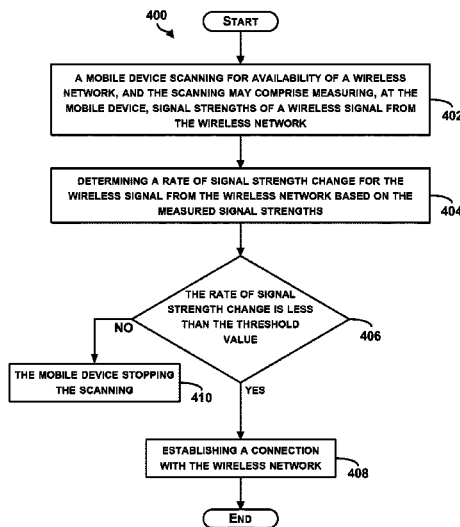 400
START
A MOBILE DEVICE SCANNING FOR AVAILABILITY OF A WIRELESS
NETWORK, AND THE SCANNING MAY COMPRISE MEASURING, AT THE
MOBILE DEVICE, SIGNAL STRENGTHS OF A WIRELESS SIGNAL FROM
THE WIRELESS NETWORK
402
DETERMINING A RATE OF SIGNAL STRENGTH CHANGE FOR THE
WIRELESS SIGNAL FROM THE WIRELESS NETWORK BASED ON THE
MEASURED SIGNAL STRENGTHS
404
THE RATE OF SIGNAL
STRENGTH CHANGE IS LESS
THAN THE THRESHOLD
VALUE
406
NO
THE MOBILE DEVICE STOPPING
THE SCANNING
410
YES
ESTABLISHING A CONNECTION
WITH THE WIRELESS NETWORK
408
END